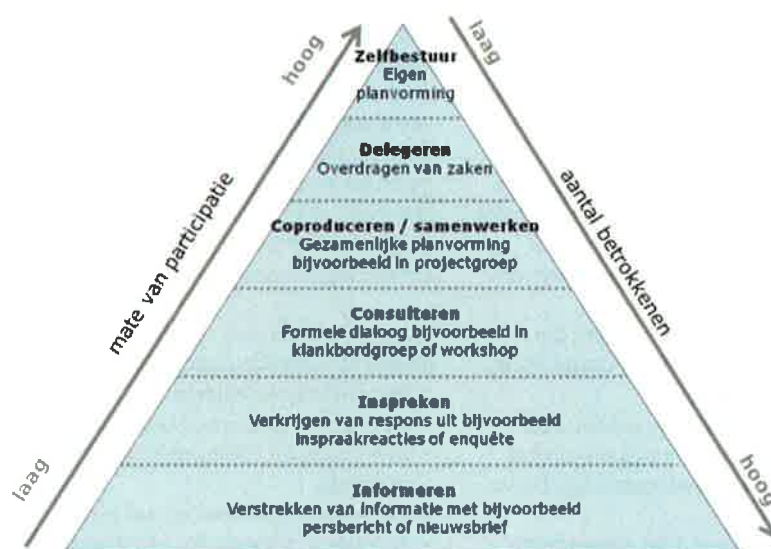 hoog
laag
Zelfbestuur
Eigen
planvorming
Delegeren
Overdragen van zaken
mate van participatie
aantal betrokkenen
Coproduceren / samenwerken
Gezamenlijke planvorming
bijvoorbeeld in projectgroep
Consulteren
Formele dialoog bijvoorbeeld in
klankbordgroep of workshop
Inspreken
Verkrijgen van respons uit bijvoorbeeld
inspraakreacties of enquête
laag
hoog
Informeren
Verstrekken van informatie met bijvoorbeeld
persbericht of nieuwsbrief